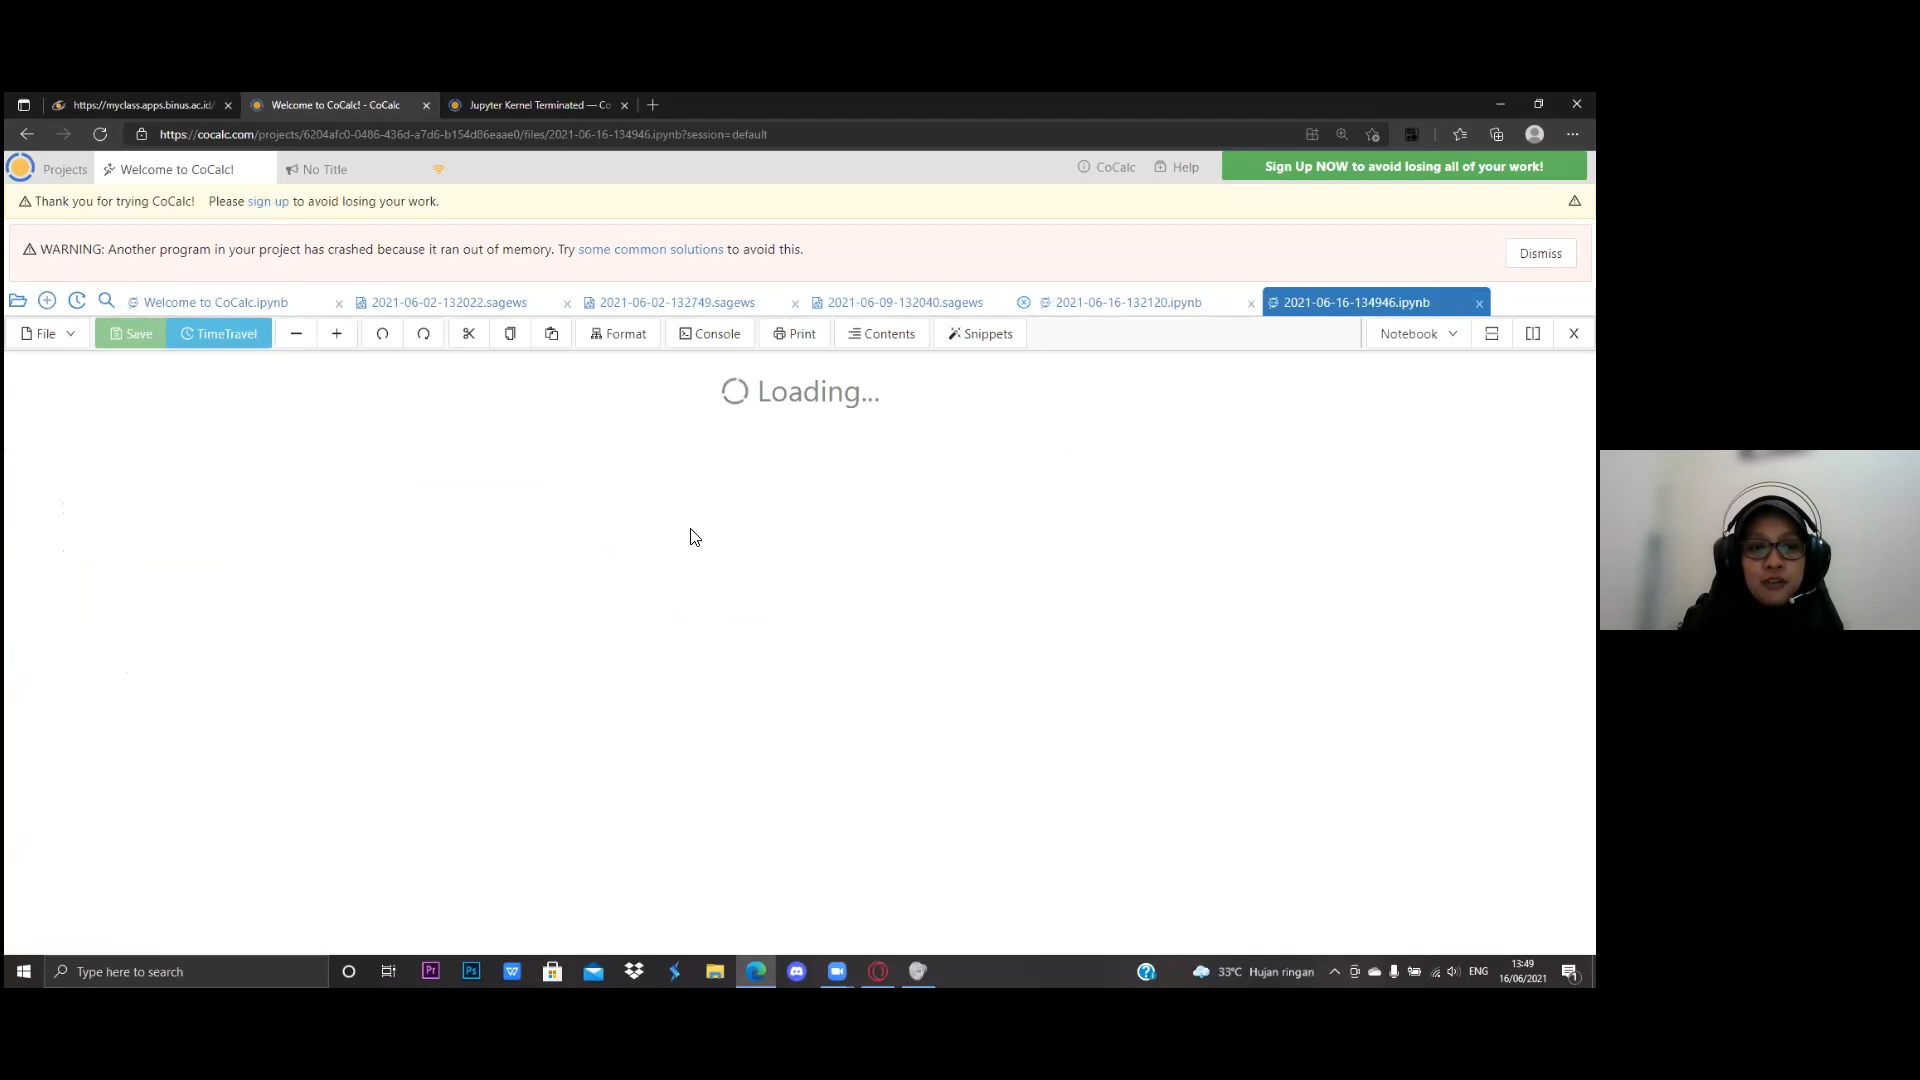 https://myclass.apps.binus.ac.id/
Welcome to CoCalc! - CoCalc
Jupyter Kernel Terminated — Co
https://cocalc.com/projects/6204afc0-0486-436d-a7d6-b154d86eaae0/files/2021-06-16-134946.ipynb?session=default
Projects
Welcome to CoCalc!
No Title
CoCalc
Help
Sign Up NOW to avoid losing all of your work!
Thank you for trying CoCalc! Please sign up to avoid losing your work.
WARNING: Another program in your project has crashed because it ran out of memory. Try some common solutions to avoid this.
Dismiss
Welcome to CoCalc.ipynb
2021-06-02-132022.sagews
2021-06-02-132749.sagews
2021-06-09-132040.sagews
2021-06-16-132120.ipynb
2021-06-16-134946.ipynb
File
Save
TimeTravel
Format
Console
Print
Contents
Snippets
Notebook
Loading...
Type here to search
Pr
Ps
W
33°C Hujan ringan
ENG
13:49
16/06/2021
1